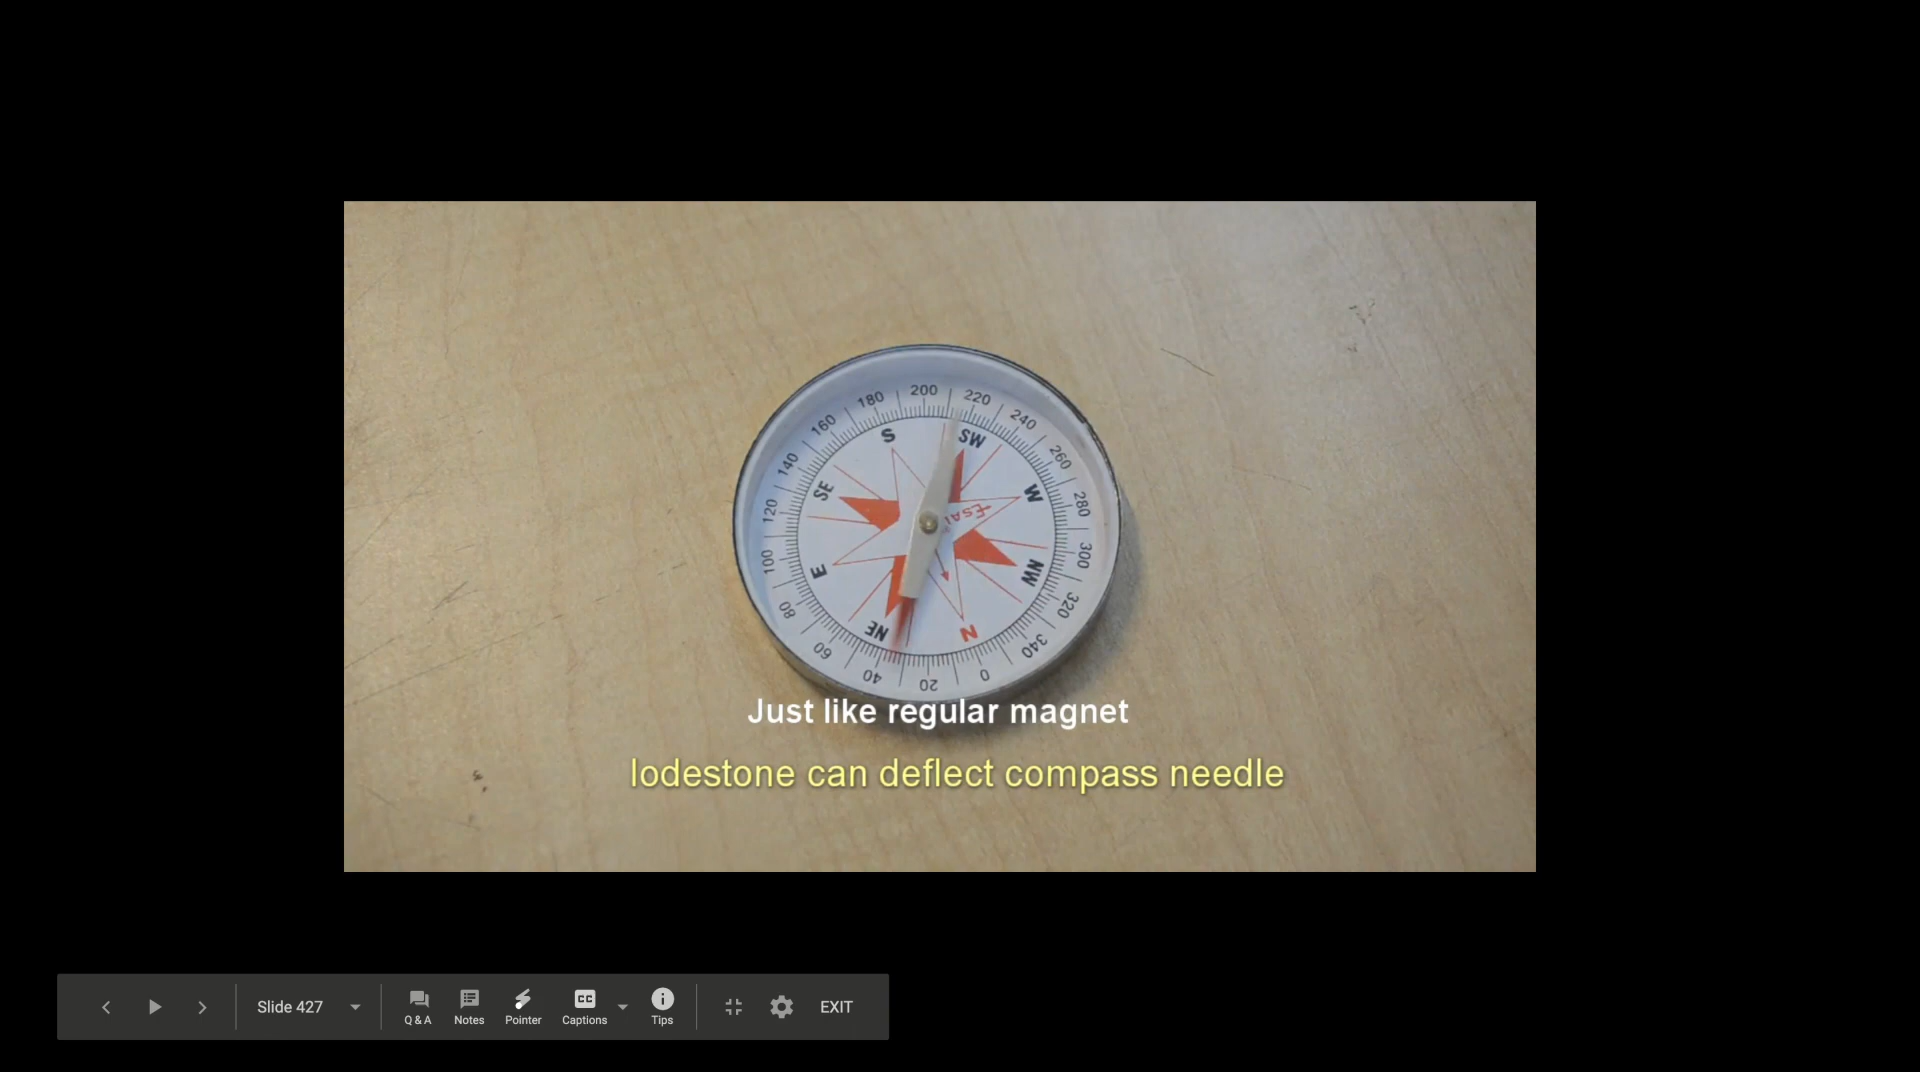 180 200 220
160 240
S SW
140 260
SE W
120 280
100 300
E NW
80 320
NE N
60 340
40 20 0
Just like regular magnet
lodestone can deflect compass needle
Slide 427
Q & A Notes Pointer Captions Tips
EXIT